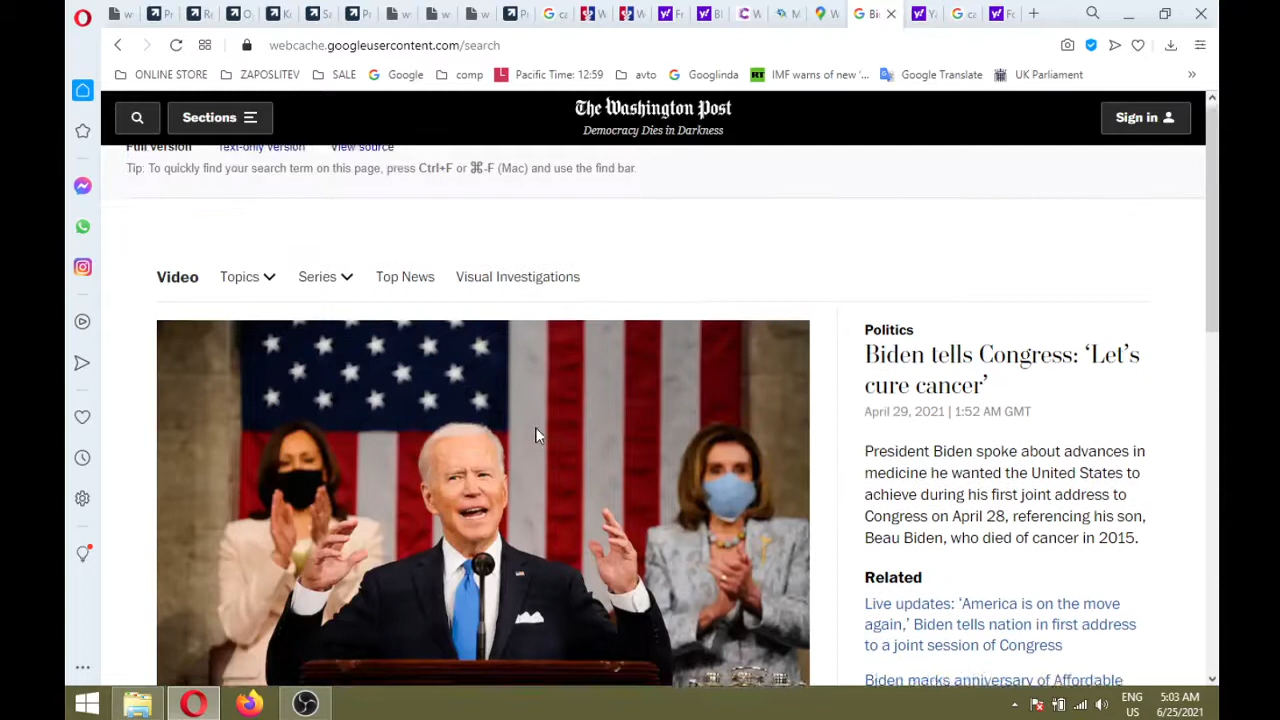 webcache.googleusercontent.com/search
ONLINE STORE
ZAPOSLITEV
SALE
Google
comp
Pacific Time: 12:59
avto
Googlinda
RT
IMF warns of new '...
Google Translate
UK Parliament
»
Sections
The Washington Post
Democracy Dies in Darkness
Sign in
Full version
Text-only version
View source
Tip: To quickly find your search term on this page, press Ctrl+F or ⌘-F (Mac) and use the find bar.
Video
Topics
Series
Top News
Visual Investigations
Politics
Biden tells Congress: ‘Let’s
cure cancer’
April 29, 2021 | 1:52 AM GMT
President Biden spoke about advances in
medicine he wanted the United States to
achieve during his first joint address to
Congress on April 28, referencing his son,
Beau Biden, who died of cancer in 2015.
Related
Live updates: ‘America is on the move
again,’ Biden tells nation in first address
to a joint session of Congress
Biden marks anniversary of Affordable
ENG
US
5:03 AM
6/25/2021